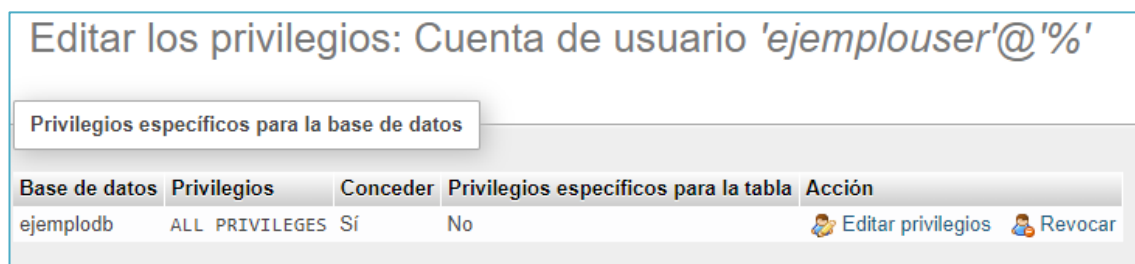 Editar los privilegios: Cuenta de usuario 'ejemplouser'@'%'
Privilegios específicos para la base de datos
Base de datos Privilegios Conceder Privilegios específicos para la tabla Acción
ejemplodb ALL PRIVILEGES Sí No Editar privilegios Revocar